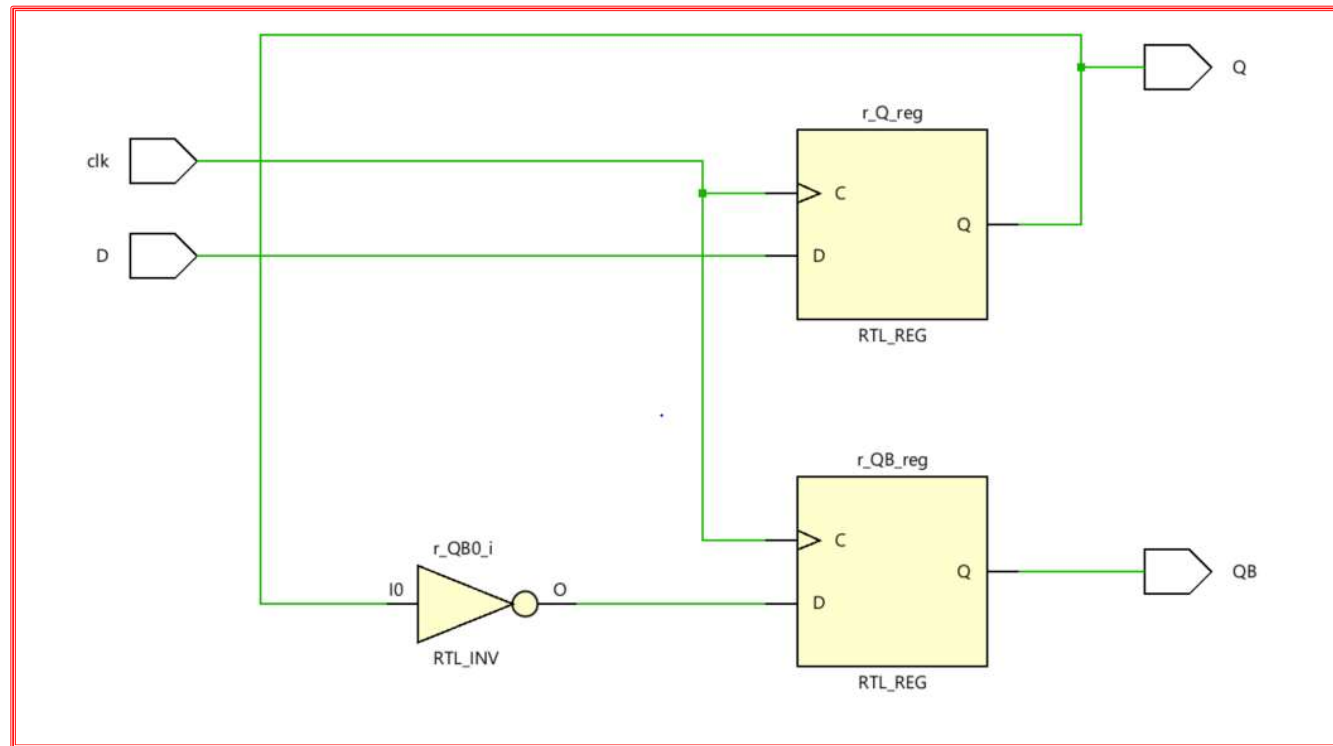 Q
r_Q_reg
clk
C
Q
D
D
RTL_REG
r_QB_reg
C
r_QB0_i
Q
QB
I0
O
D
RTL_INV
RTL_REG